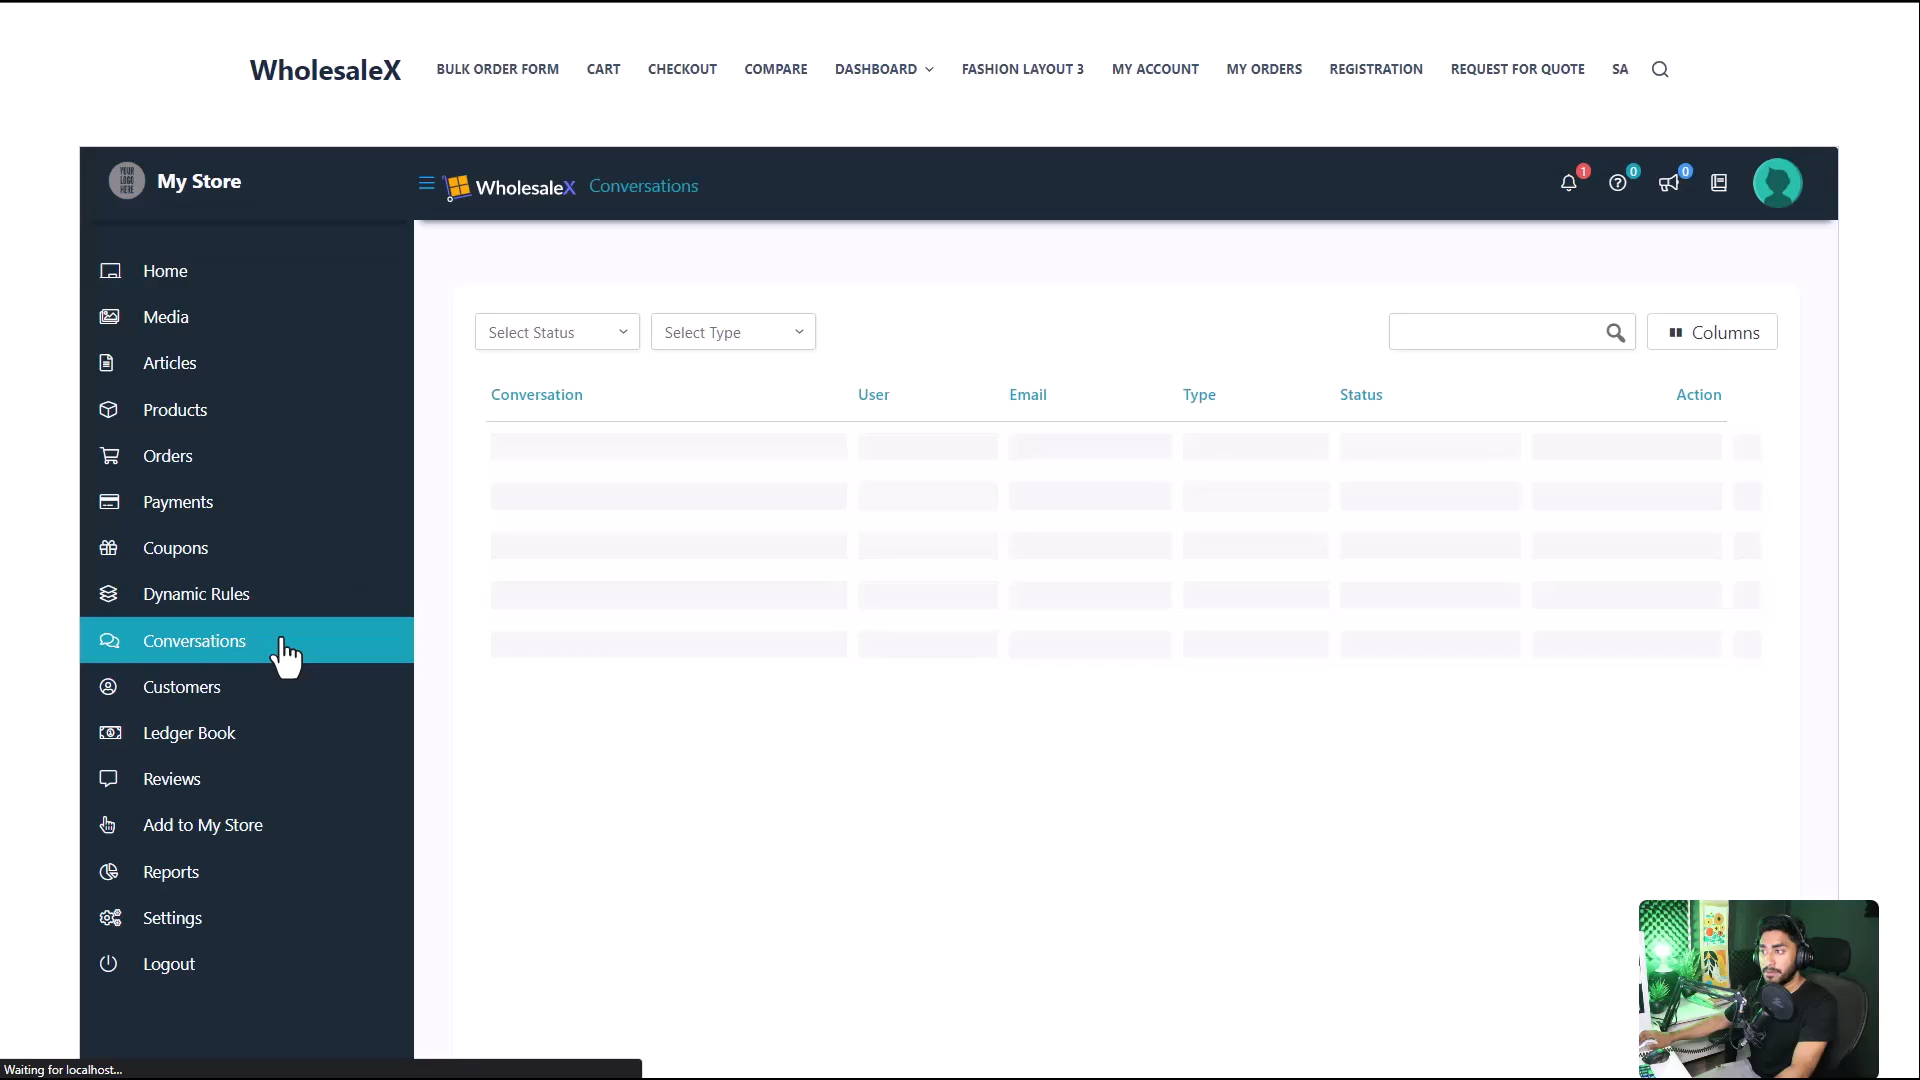 WholesaleX
BULK ORDER FORM
CART
CHECKOUT
COMPARE
DASHBOARD
FASHION LAYOUT 3
MY ACCOUNT
MY ORDERS
REGISTRATION
REQUEST FOR QUOTE
SA
YOUR
LOGO
HERE
My Store
WholesaleX
Conversations
1
0
0
Home
Media
Articles
Products
Orders
Payments
Coupons
Dynamic Rules
Conversations
Customers
Ledger Book
Reviews
Add to My Store
Reports
Settings
Logout
Select Status
Select Type
Columns
Conversation
User
Email
Type
Status
Action
Waiting for localhost...